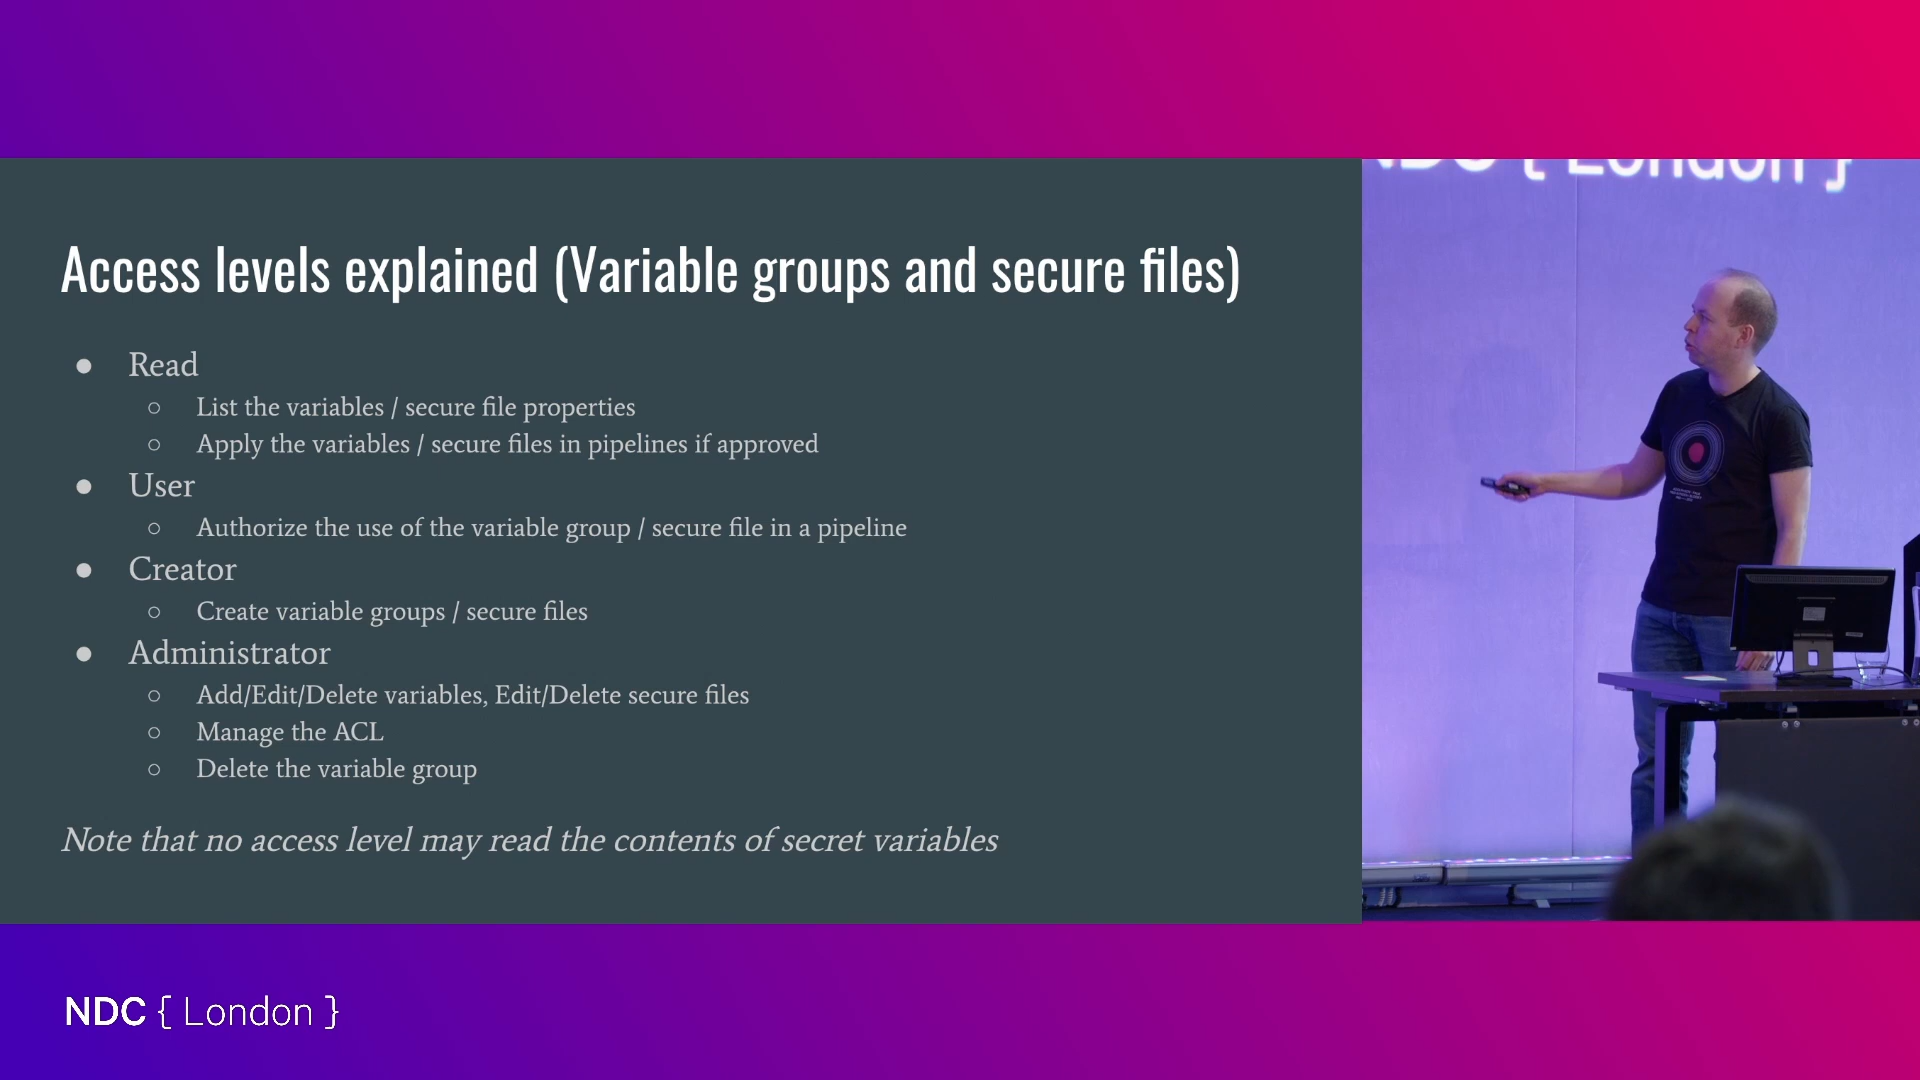 Access levels explained (Variable groups and secure files)
● Read
○ List the variables / secure file properties
○ Apply the variables / secure files in pipelines if approved
● User
○ Authorize the use of the variable group / secure file in a pipeline
● Creator
○ Create variable groups / secure files
● Administrator
○ Add/Edit/Delete variables, Edit/Delete secure files
○ Manage the ACL
○ Delete the variable group
Note that no access level may read the contents of secret variables
NDC { London }
NDC { London }